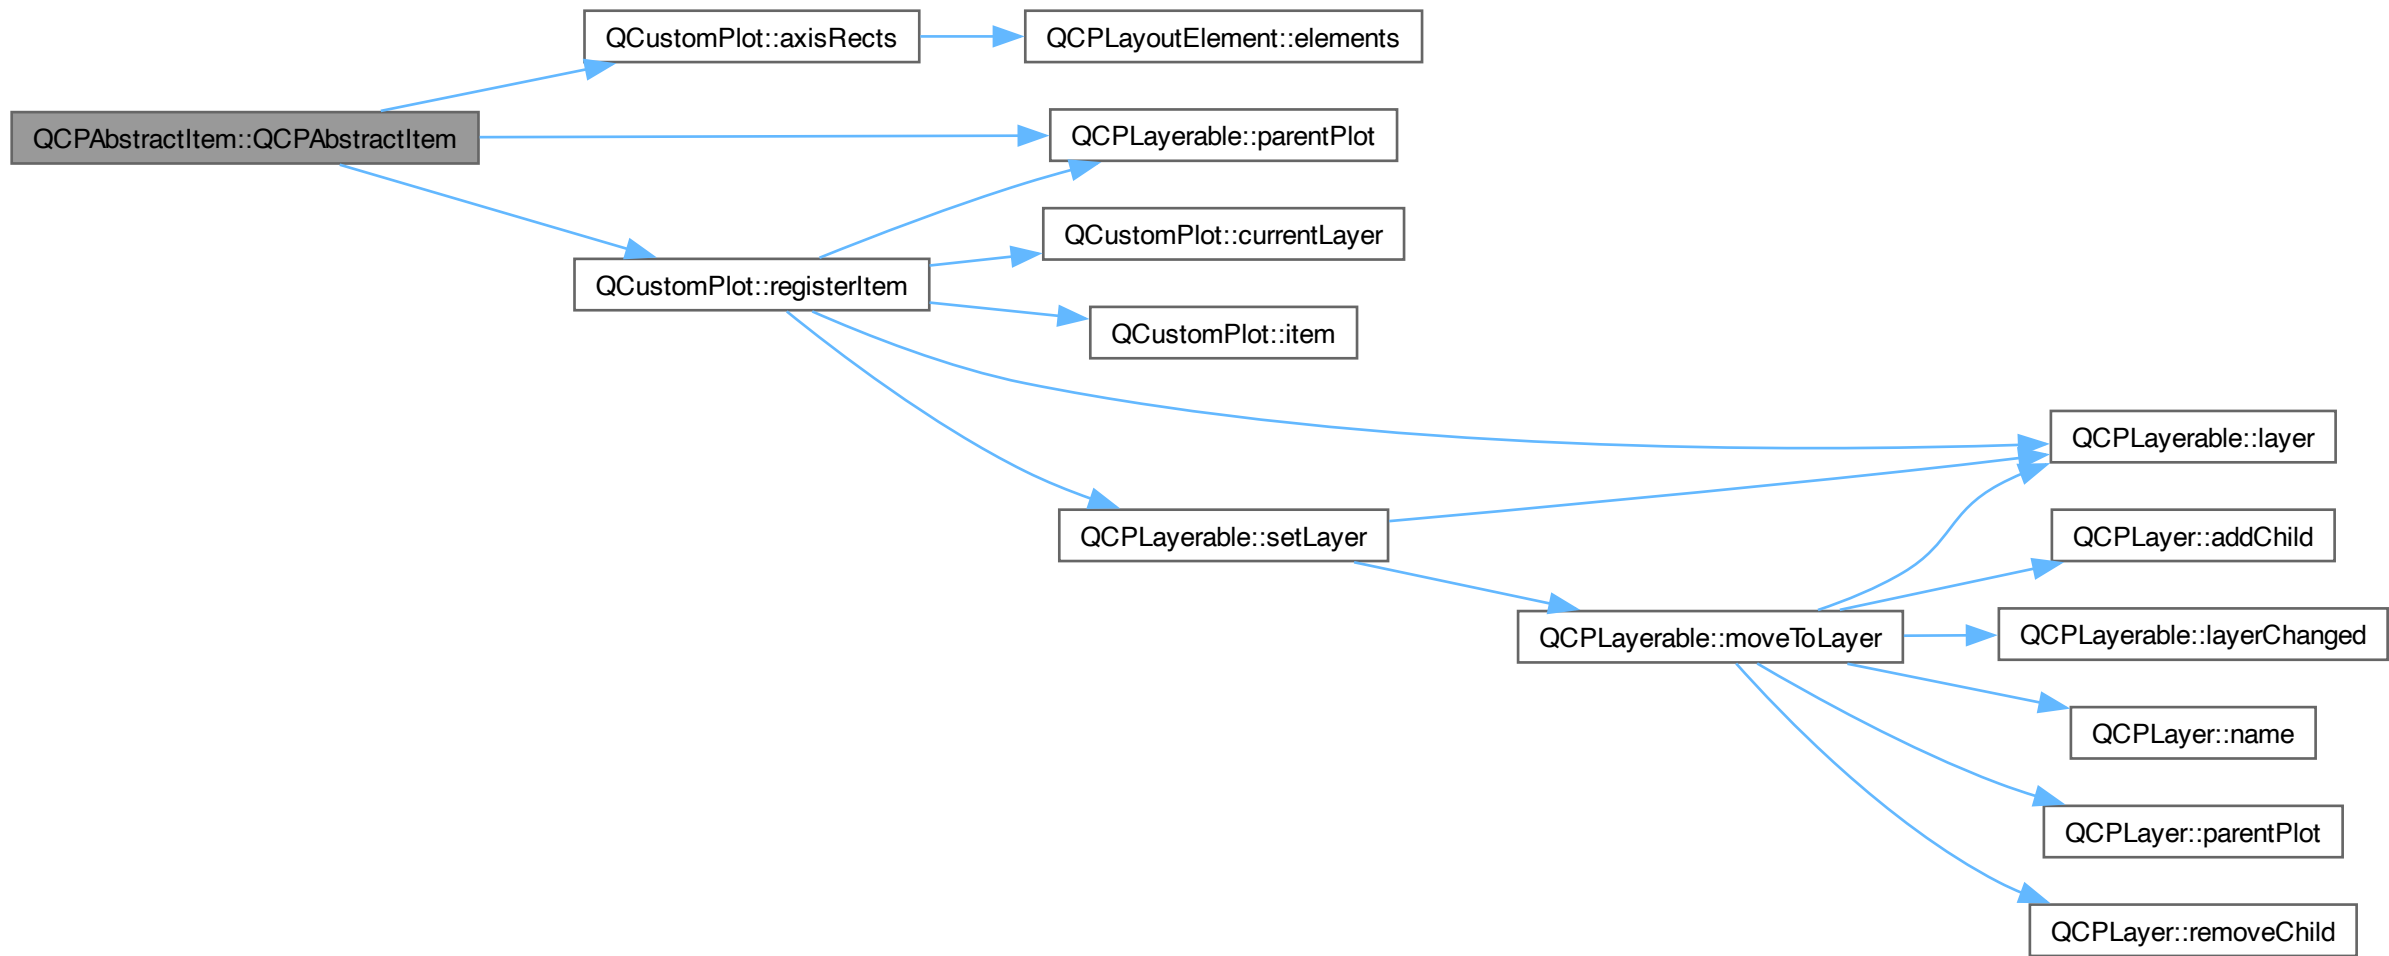 QCustomPlot::axisRects
QCPLayoutElement::elements
QCPAbstractItem::QCPAbstractItem
QCPLayerable::parentPlot
QCustomPlot::currentLayer
QCustomPlot::registerItem
QCustomPlot::item
QCPLayerable::layer
QCPLayerable::setLayer
QCPLayer::addChild
QCPLayerable::moveToLayer
QCPLayerable::layerChanged
QCPLayer::name
QCPLayer::parentPlot
QCPLayer::removeChild